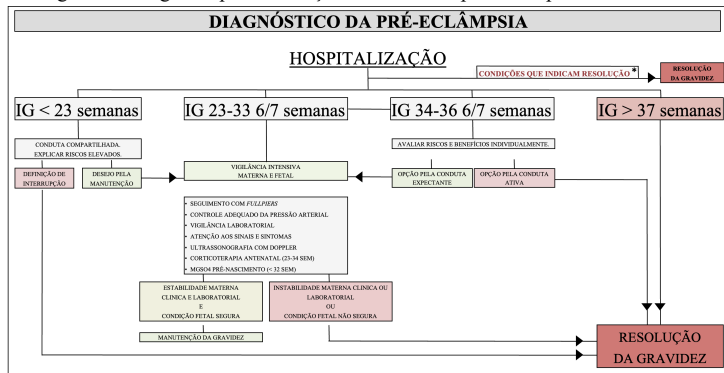 DIAGNÓSTICO DA PRÉ-ECLÂMPSIA
HOSPITALIZAÇÃO
CONDIÇÕES QUE INDICAM RESOLUÇÃO *
RESOLUÇÃO
DA GRAVIDEZ
IG < 23 semanas
IG 23-33 6/7 semanas
IG 34-36 6/7 semanas
IG > 37 semanas
CONDUTA COMPARTILHADA.
EXPLICAR RISCOS ELEVADOS.
AVALIAR RISCOS E BENEFÍCIOS INDIVIDUALMENTE.
DEFINIÇÃO DE
INTERRUPÇÃO
DESEJO PELA
MANUTENÇÃO
VIGILÂNCIA INTENSIVA
MATERNA E FETAL
OPÇÃO PELA CONDUTA
EXPECTANTE
OPÇÃO PELA CONDUTA
ATIVA
• SEGUIMENTO COM FULLPIERS
• CONTROLE ADEQUADO DA PRESSÃO ARTERIAL
• VIGILÂNCIA LABORATORIAL
• ATENÇÃO AOS SINAIS E SINTOMAS
• ULTRASSONOGRAFIA COM DOPPLER
• CORTICOTERAPIA ANTENATAL (23-34 SEM)
• MGSO4 PRÉ-NASCIMENTO (< 32 SEM)
ESTABILIDADE MATERNA
CLINICA E LABORATORIAL
E
CONDIÇÃO FETAL SEGURA
INSTABILIDADE MATERNA CLINICA OU
LABORATORIAL
OU
CONDIÇÃO FETAL NÃO SEGURA
MANUTENÇÃO DA GRAVIDEZ
RESOLUÇÃO
DA GRAVIDEZ